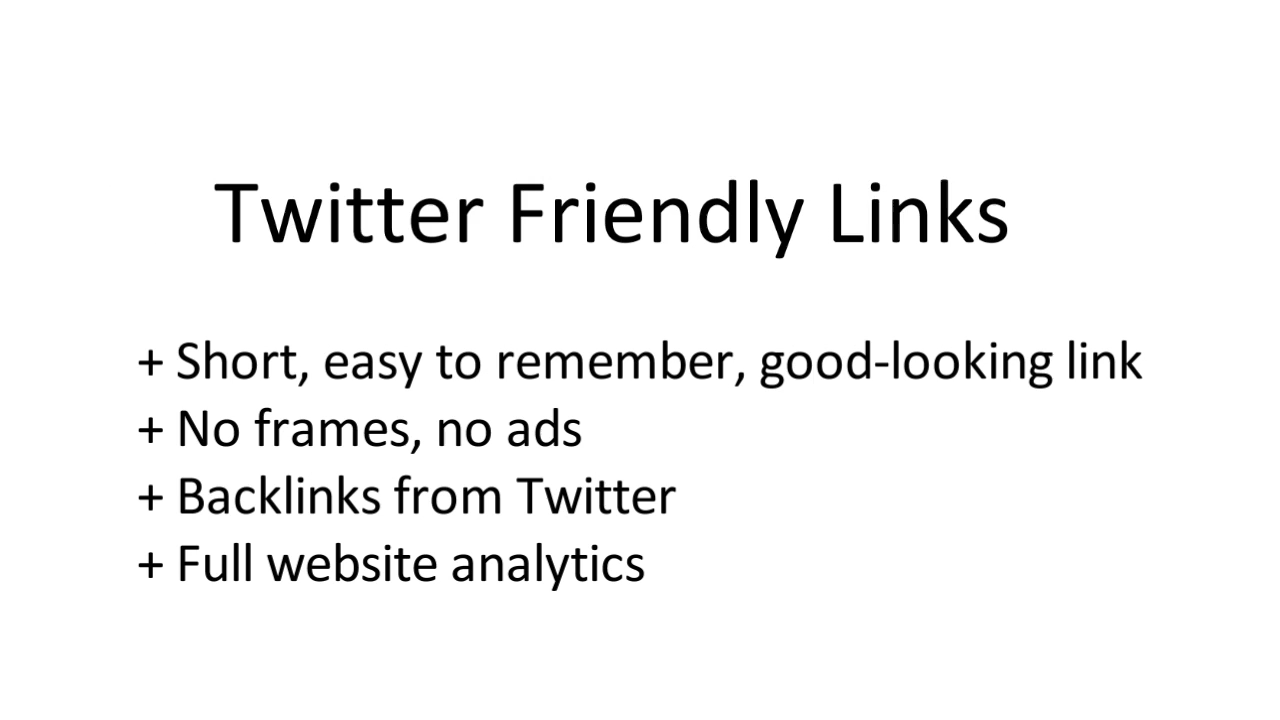 Twitter Friendly Links
+ Short, easy to remember, good-looking link
+ No frames, no ads
+ Backlinks from Twitter
+ Full website analytics